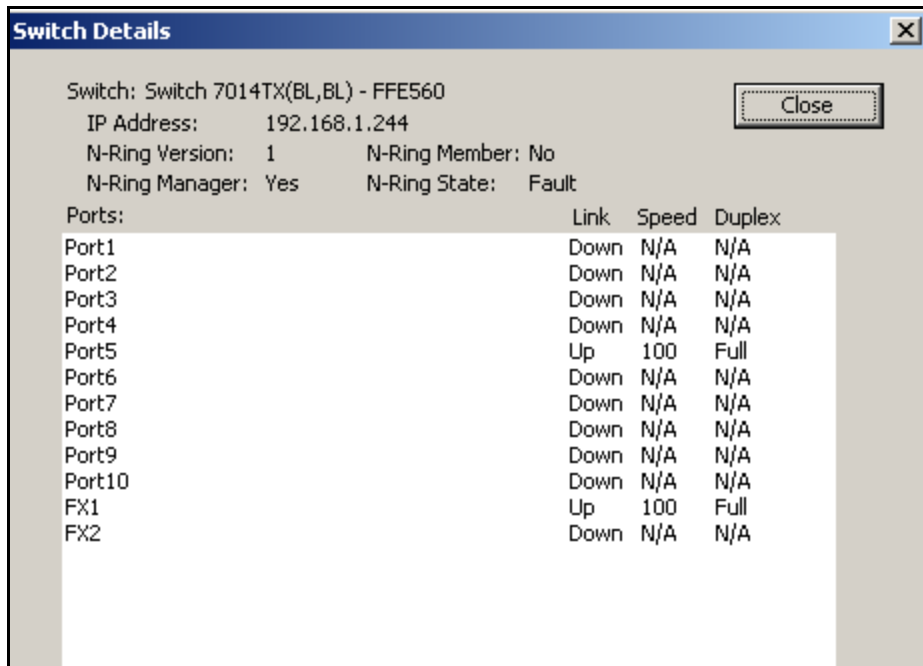 Switch Details
Switch: Switch 7014TX(BL,BL) - FFE560
Close
IP Address: 192.168.1.244
N-Ring Version: 1 N-Ring Member: No
N-Ring Manager: Yes N-Ring State: Fault
Ports: Link Speed Duplex
Port1 Down N/A N/A
Port2 Down N/A N/A
Port3 Down N/A N/A
Port4 Down N/A N/A
Port5 Up 100 Full
Port6 Down N/A N/A
Port7 Down N/A N/A
Port8 Down N/A N/A
Port9 Down N/A N/A
Port10 Down N/A N/A
FX1 Up 100 Full
FX2 Down N/A N/A